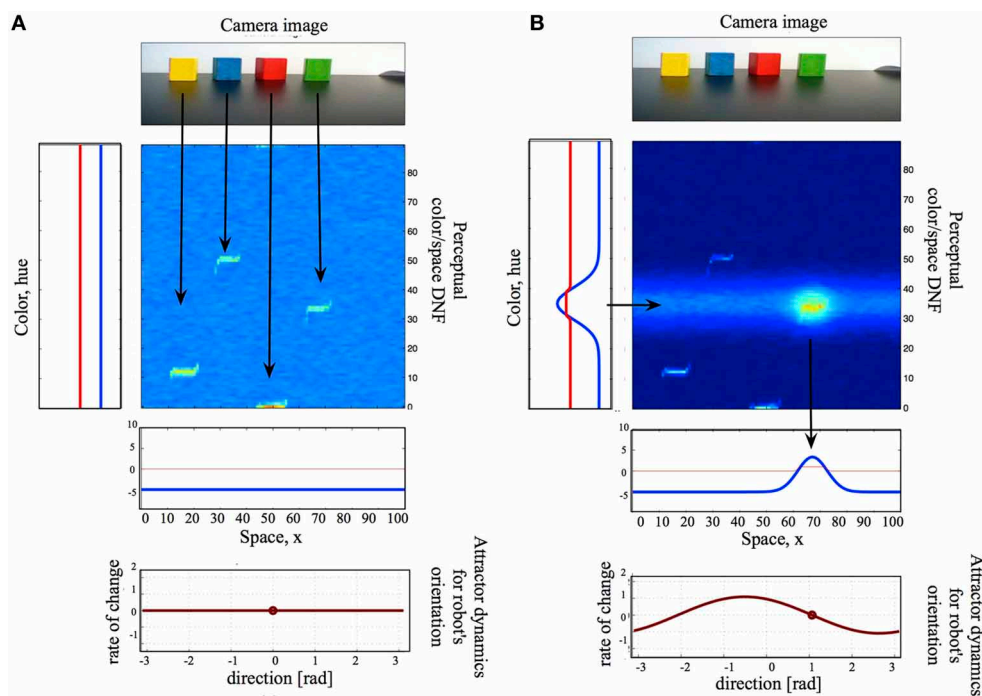 A
Camera image
Color, hue
Perceptual
color/space DNF
80
70
60
50
40
30
20
10
0
10
5
0
-5
0 10 20 30 40 50 60 70 80 100
Space, x
rate of change
2
1
0
-1
-3 -2 -1 0 1 2 3
direction [rad]
Attractor dynamics
for robot's
orientation
B
Camera image
Color, hue
Perceptual
color/space DNF
80
70
60
50
40
30
20
10
0
10
5
0
-5
0 10 20 30 40 50 60 70 80 90 100
Space, x
rate of change
2
1
0
-1
-3 -2 -1 0 1 2 3
direction [rad]
Attractor dynamics
for robot's
orientation